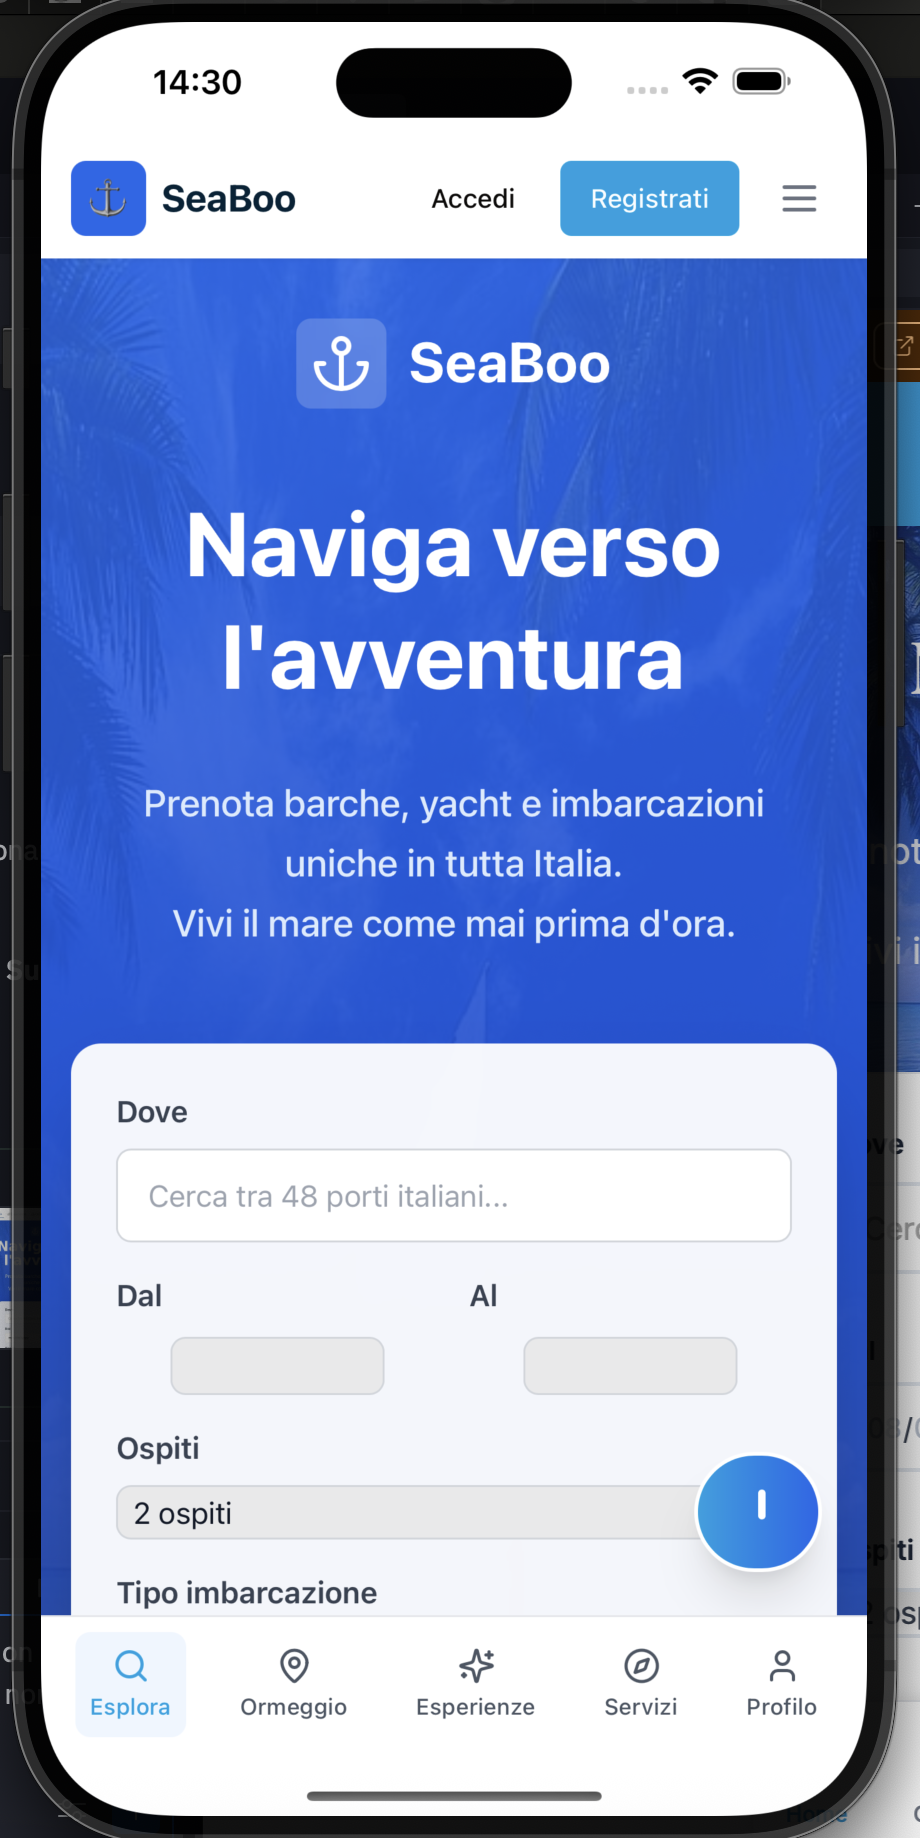 14:30
SeaBoo
Accedi
Registrati
SeaBoo
Naviga verso
l'avventura
Prenota barche, yacht e imbarcazioni
uniche in tutta Italia.
Vivi il mare come mai prima d'ora.
Dove
Cerca tra 48 porti italiani...
Dal
Al
Ospiti
2 ospiti
Tipo imbarcazione
Esplora
Ormeggio
Esperienze
Servizi
Profilo
Home